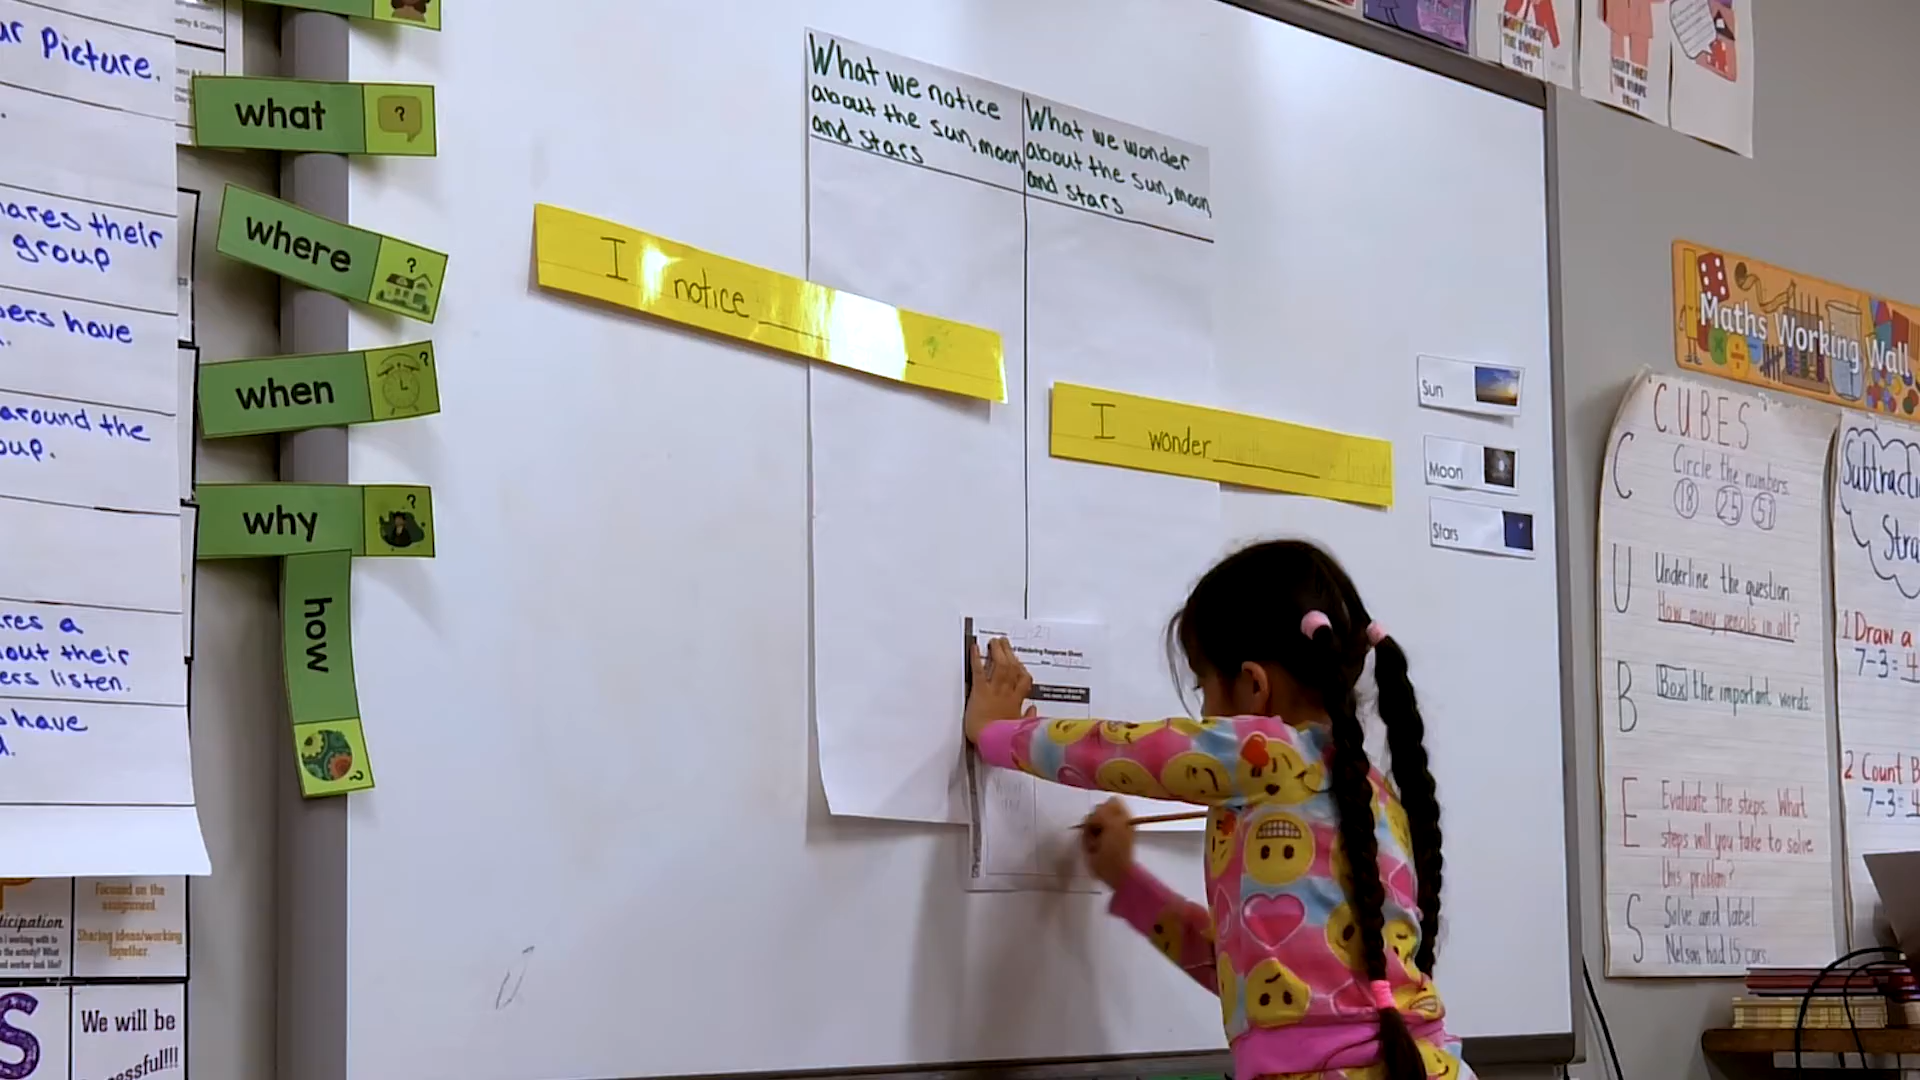 ur Picture.
ares their
group
ers have
around the
oup.
res a
out their
ers listen.
have
what
?
where
?
when
?
why
?
how
?
Focused on the
assignment.
Sharing ideas/working
together.
ticipation
S
We will be
essful!!!
What we notice
about the sun, moon
and stars
What we wonder
about the sun, moon,
and stars
I notice
I wonder
Sun
Moon
Stars
Maths Working Wall
C.U.B.E.S
C
Circle the numbers.
18 25 51
U
Underline the question
How many pencils in all?
B
Box the important words.
E
Evaluate the steps. What
steps will you take to solve
this problem?
S
Solve and label.
Nelson had 15 cars.
Subtracti
Stra
1 Draw a
7-3=4
2 Count B
7-3=4